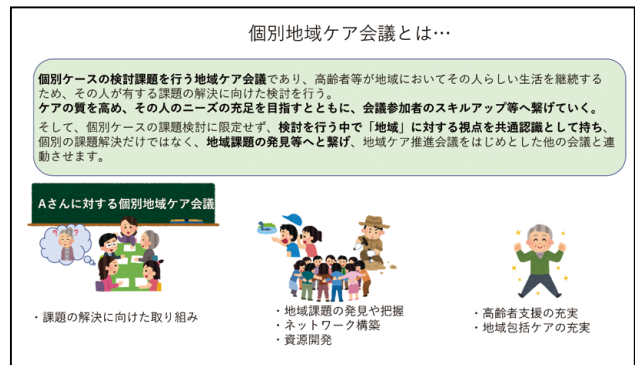 個別地域ケア会議とは…
個別ケースの検討課題を行う地域ケア会議であり、高齢者等が地域においてその人らしい生活を継続する
ため、その人が有する課題の解決に向けた検討を行う。
ケアの質を高め、その人のニーズの充足を目指すとともに、会議参加者のスキルアップ等へ繋げていく。
そして、個別ケースの課題検討に限定せず、検討を行う中で「地域」に対する視点を共通認識として持ち、
個別の課題解決だけではなく、地域課題の発見等へと繋げ、地域ケア推進会議をはじめとした他の会議と連
動させます。
Aさんに対する個別地域ケア会議
・課題の解決に向けた取り組み
・地域課題の発見や把握
・ネットワーク構築
・資源開発
・高齢者支援の充実
・地域包括ケアの充実